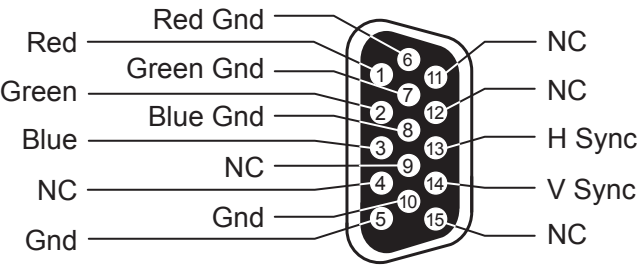 Red Gnd
Red
Green Gnd
Green
Blue Gnd
Blue
NC
NC
Gnd
Gnd
6
1
11
7
2
12
8
3
13
9
4
14
10
5
15
NC
NC
H Sync
V Sync
NC